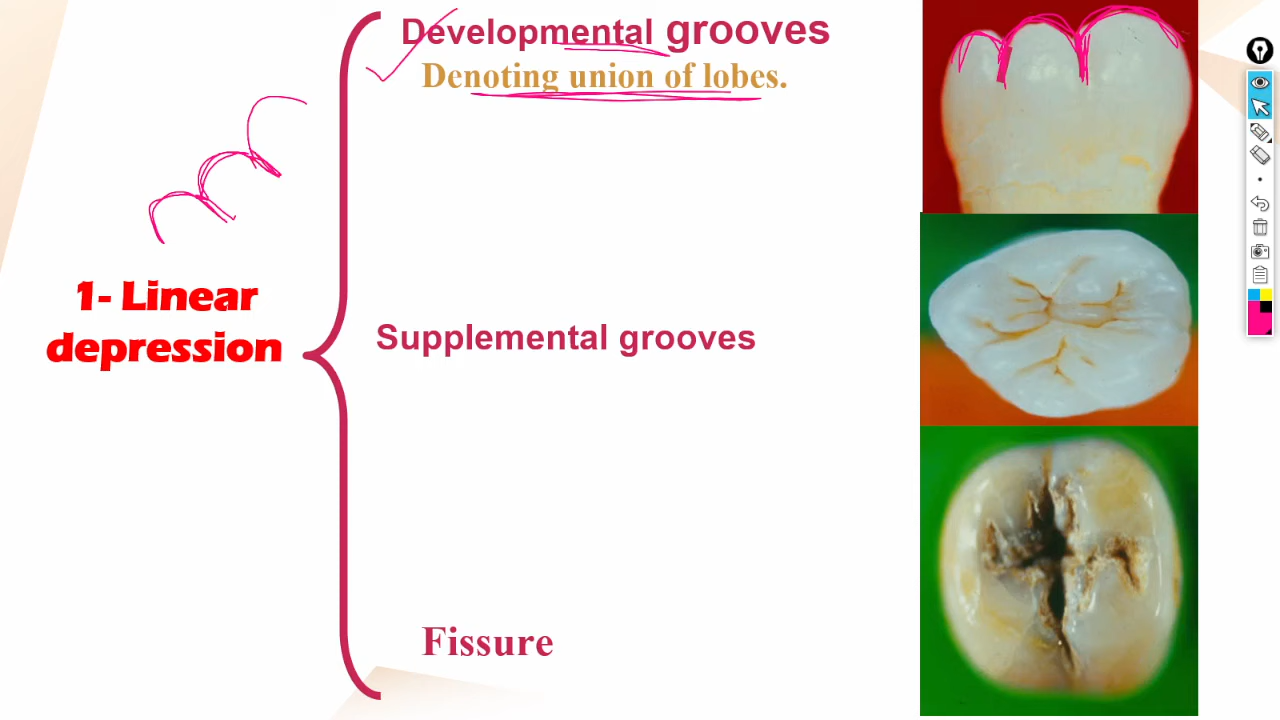 Developmental grooves
Denoting union of lobes.
1- Linear
depression
Supplemental grooves
Fissure